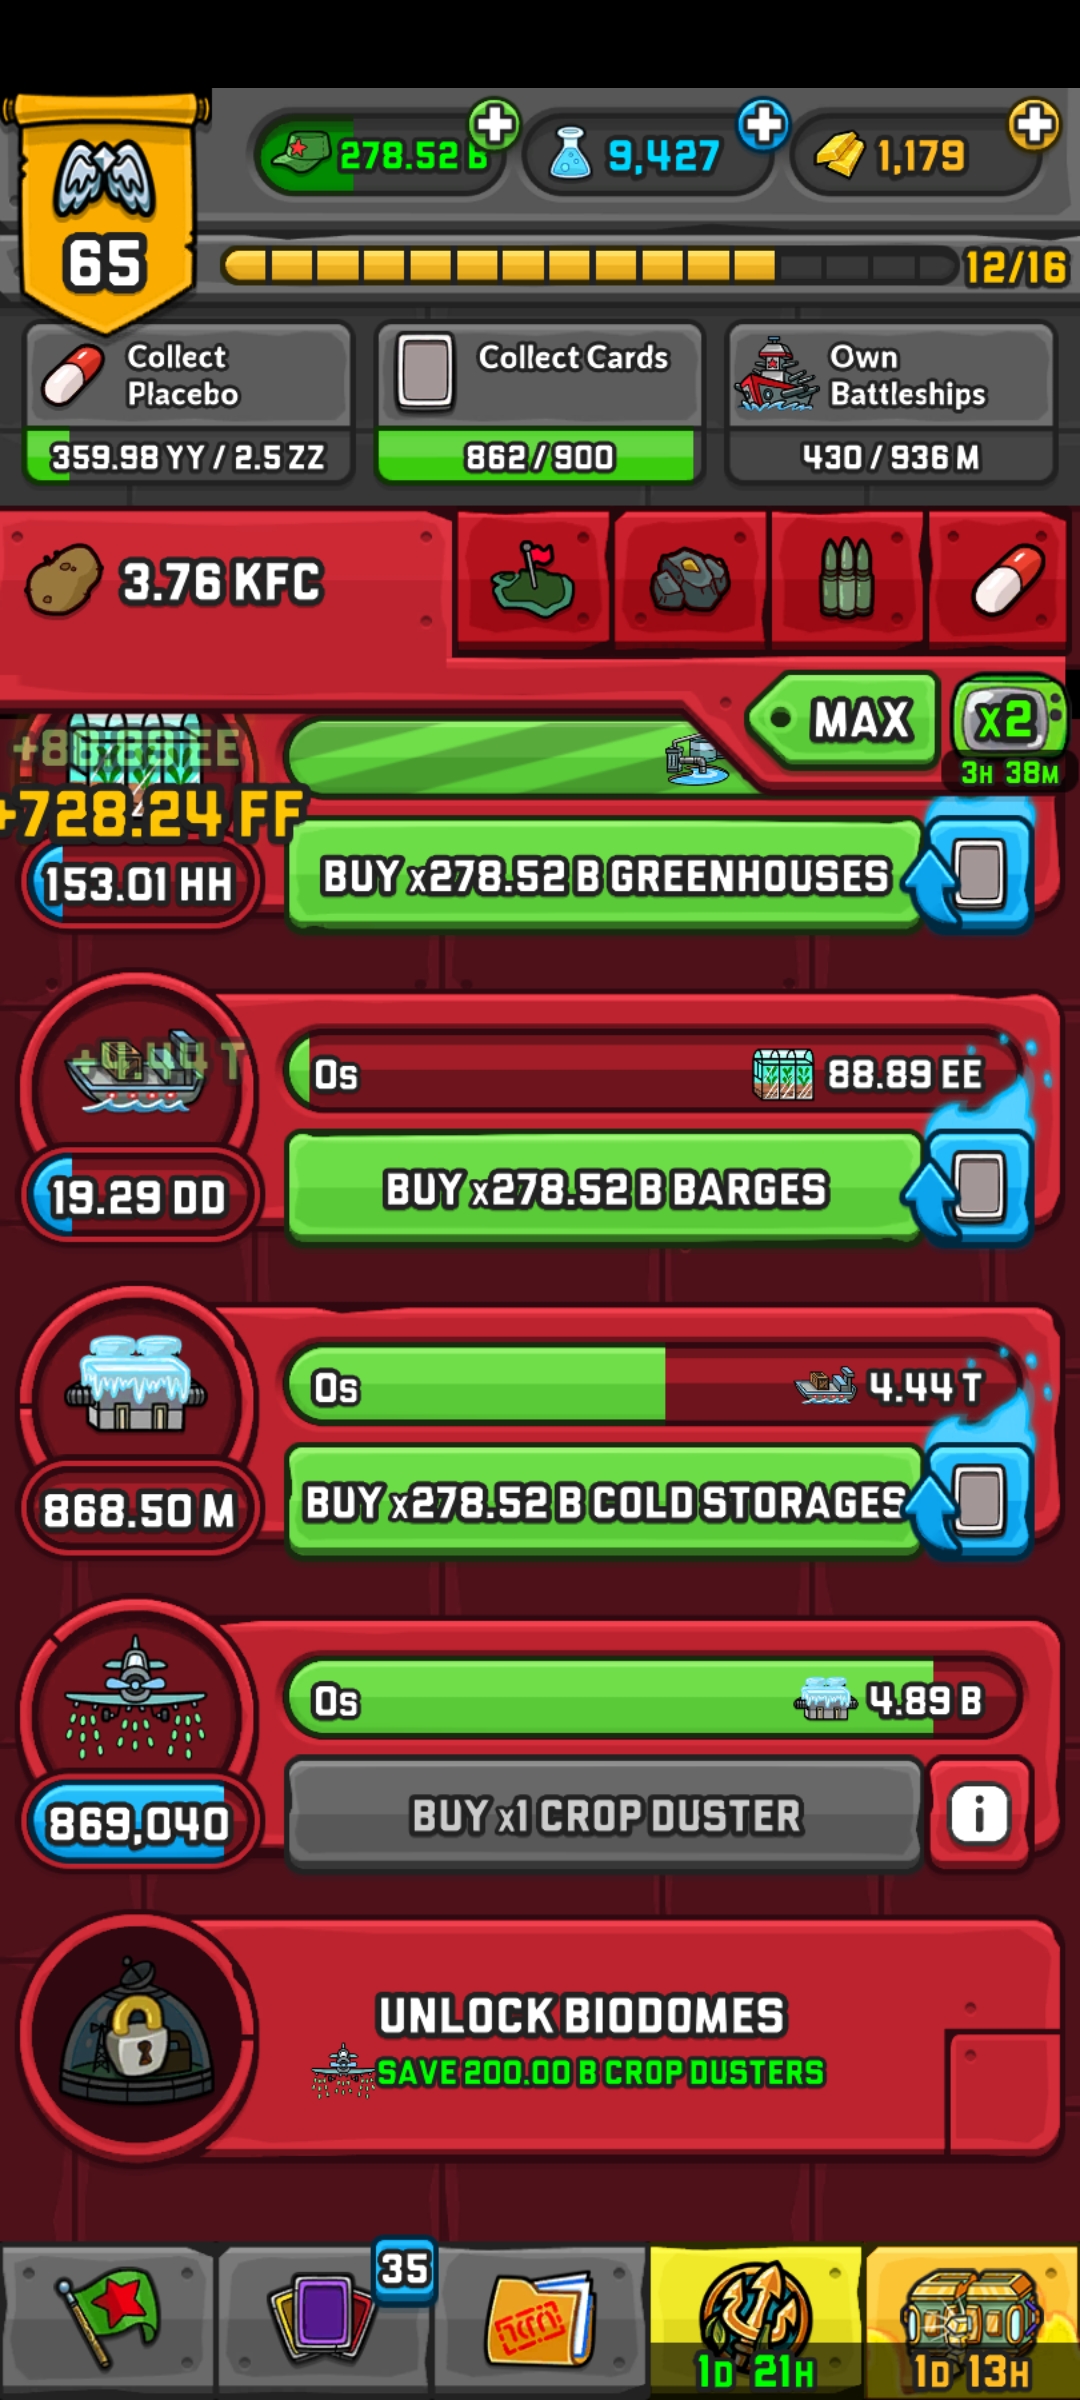 278.52 B
9,427
1,179
65
12/16
Collect
Placebo
359.98 YY / 2.5 ZZ
Collect Cards
862/900
Own
Battleships
430 / 936 M
3.76 KFC
MAX
x2
3H 38M
+88.89 EE
+728.24 FF
153.01 HH
BUY x278.52 B GREENHOUSES
+4.44 T
0s
88.89 EE
19.29 DD
BUY x278.52 B BARGES
0s
4.44 T
868.50 M
BUY x278.52 B COLD STORAGES
0s
4.89 B
869,040
BUY x1 CROP DUSTER
i
UNLOCK BIODOMES
SAVE 200.00 B CROP DUSTERS
35
1D 21H
1D 13H